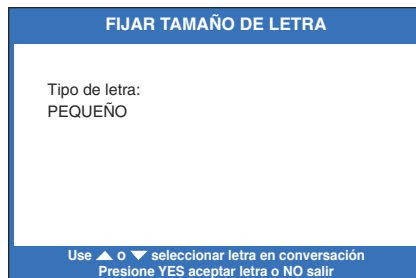 FIJAR TAMAÑO DE LETRA
Tipo de letra:
PEQUEÑO
Use ▲ o ▼ seleccionar letra en conversación
Presione YES aceptar letra o NO salir